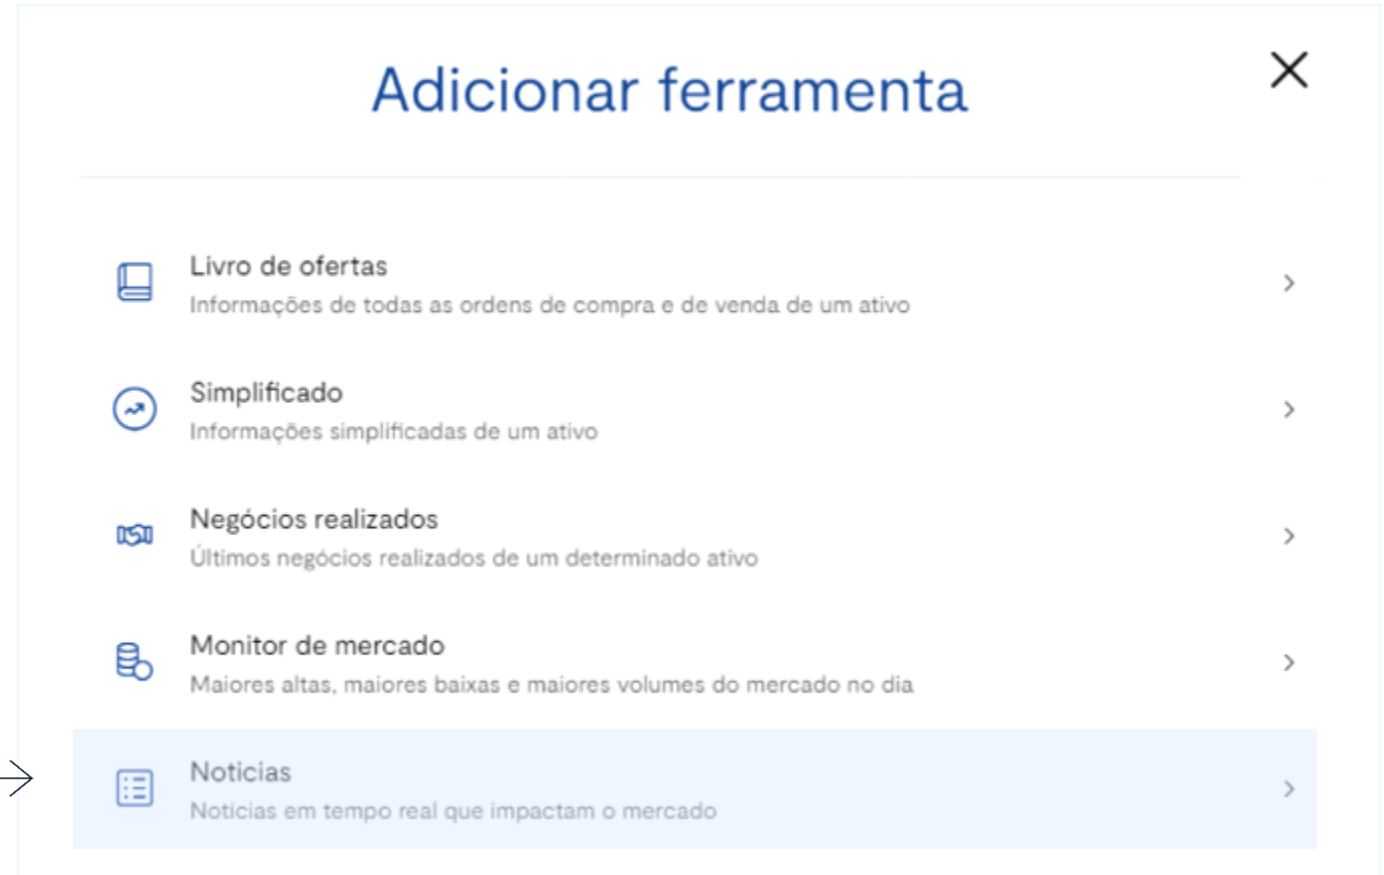 Adicionar ferramenta
Livro de ofertas
Informações de todas as ordens de compra e de venda de um ativo
Simplificado
Informações simplificadas de um ativo
Negócios realizados
Últimos negócios realizados de um determinado ativo
Monitor de mercado
Maiores altas, maiores baixas e maiores volumes do mercado no dia
Notícias
Notícias em tempo real que impactam o mercado